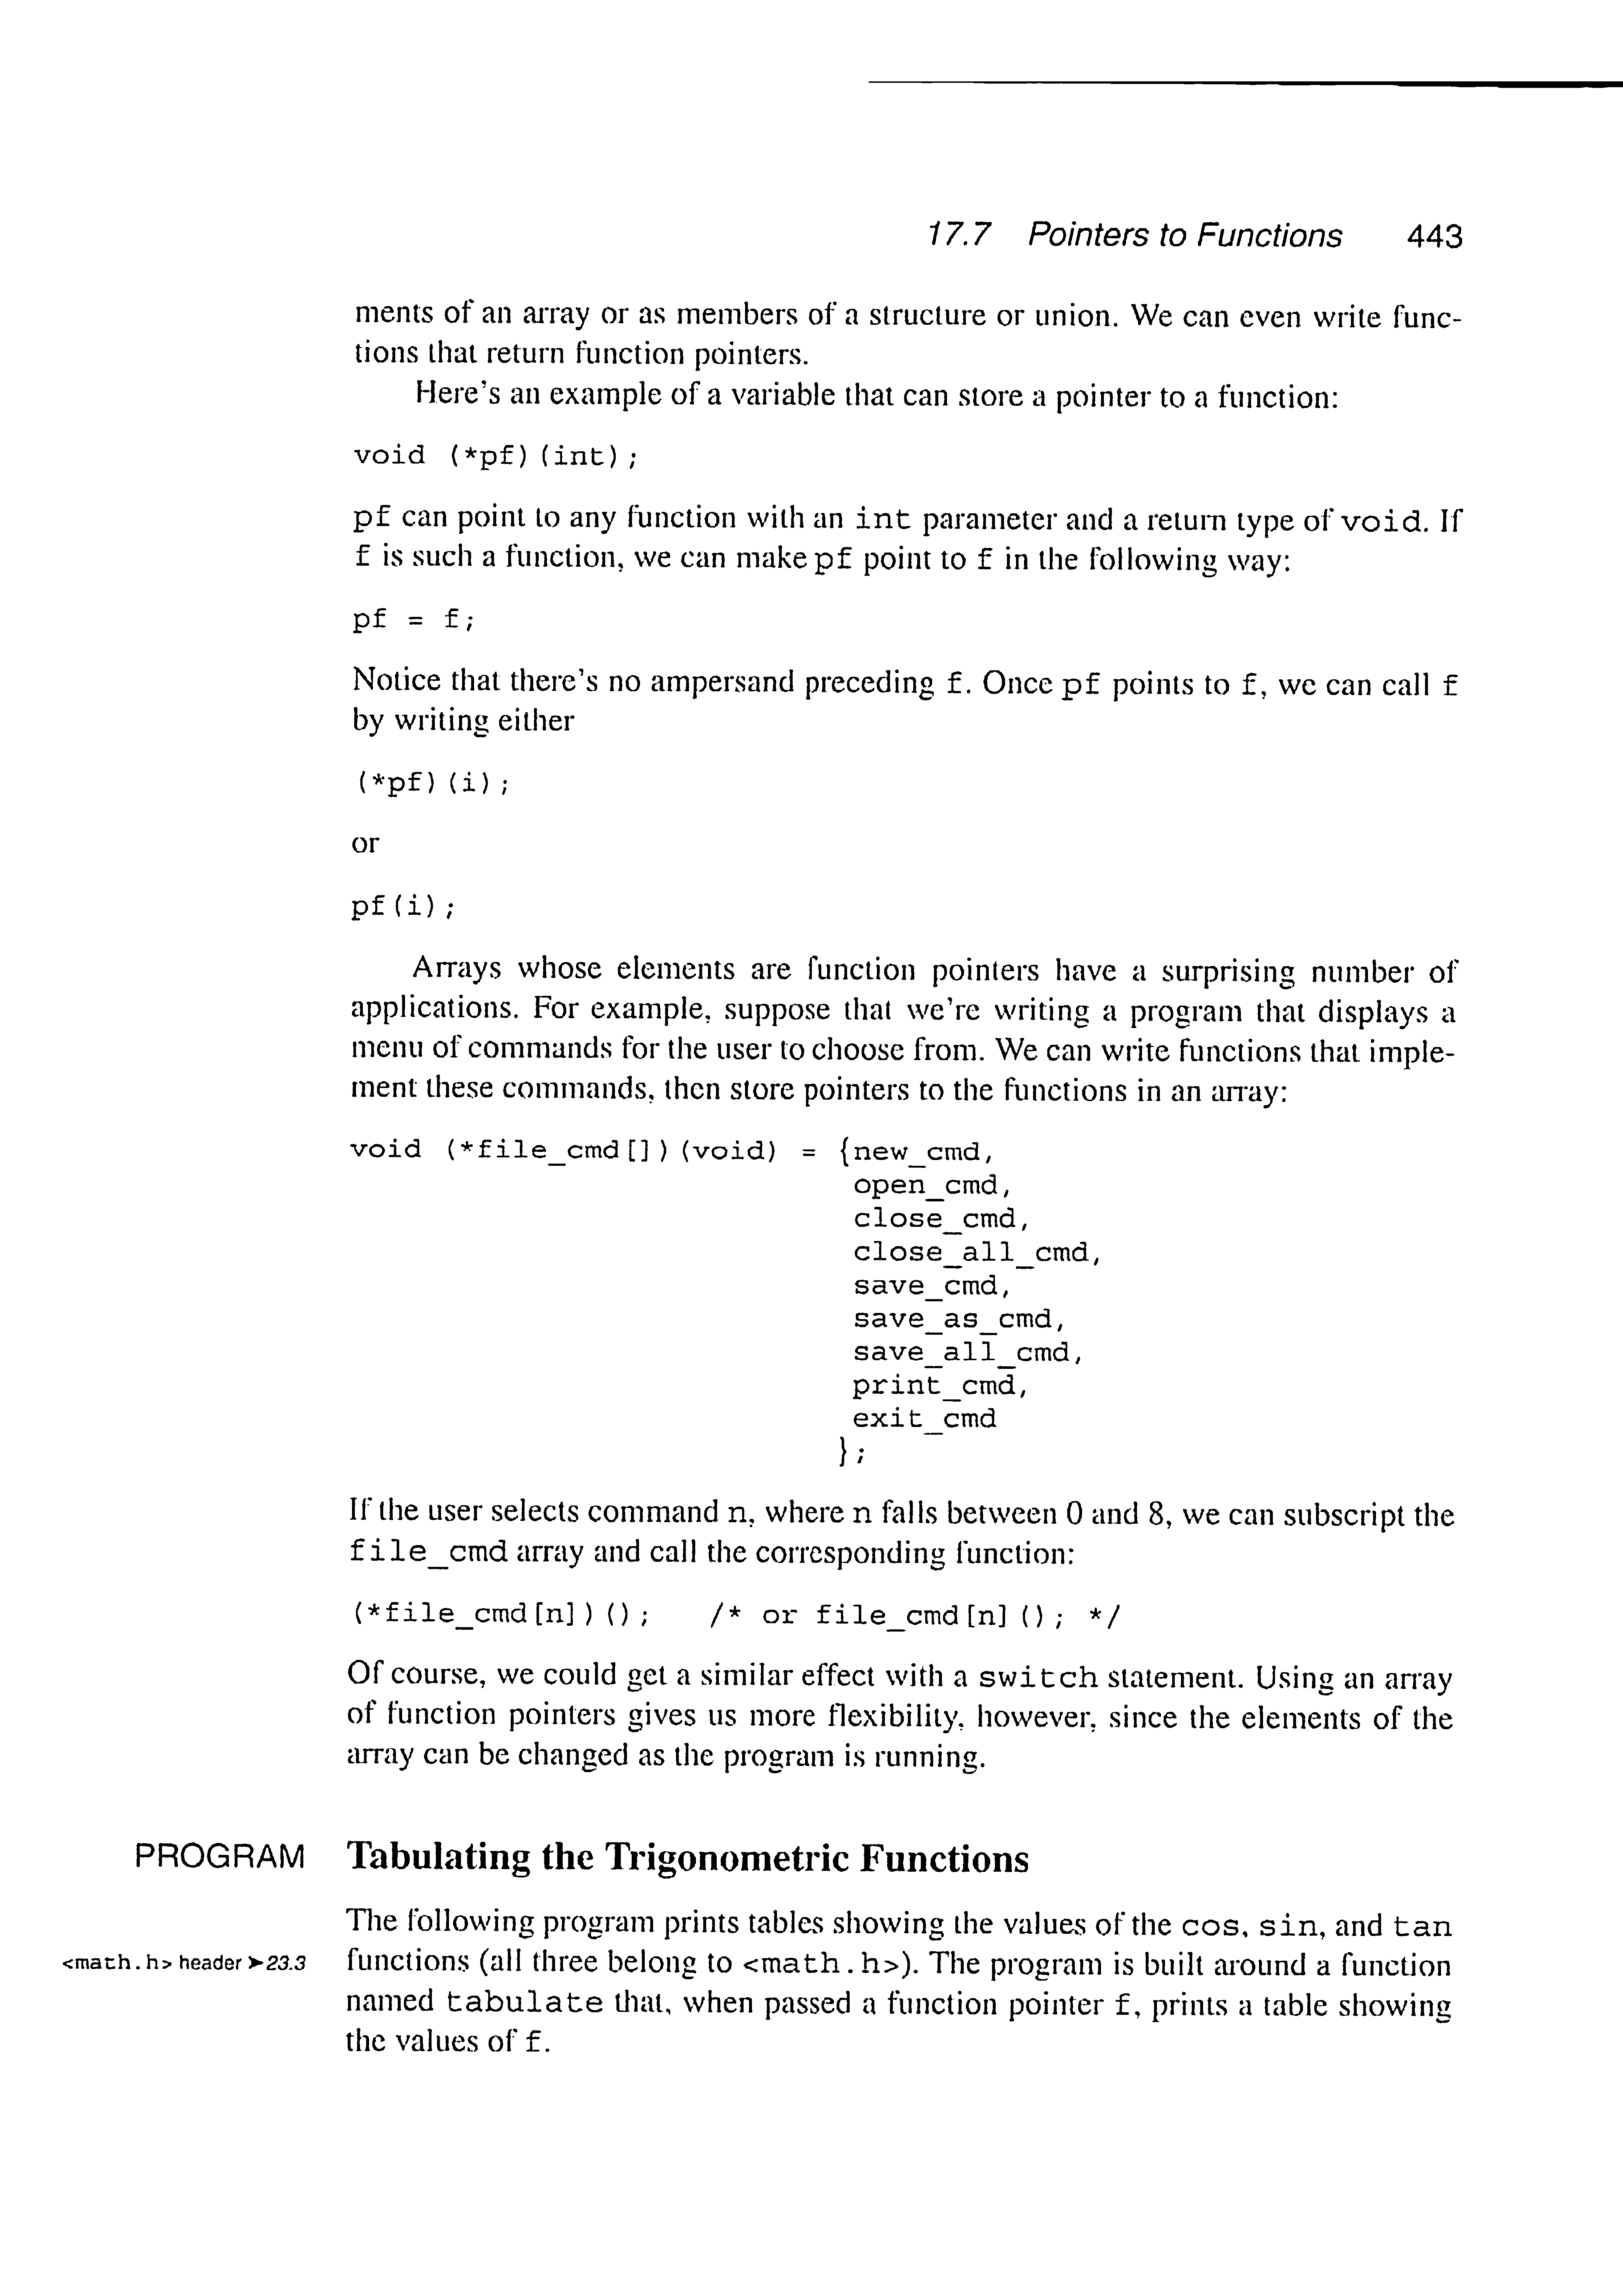 17.7 Pointers to Functions 443
ments of an array or as members of a structure or union. We can even write func-
tions that return function pointers.
Here's an example of a variable that can store a pointer to a function:
void (*pf)(int);
pf can point to any function with an int parameter and a return type of void. If
f is such a function, we can make pf point to f in the following way:
pf = f;
Notice that there's no ampersand preceding f. Once pf points to f, we can call f
by writing either
(*pf)(i);
or
pf(i);
Arrays whose elements are function pointers have a surprising number of
applications. For example, suppose that we're writing a program that displays a
menu of commands for the user to choose from. We can write functions that imple-
ment these commands, then store pointers to the functions in an array:
void (*file_cmd[])(void) = {new_cmd,
open_cmd,
close_cmd,
close_all_cmd,
save_cmd,
save_as_cmd,
save_all_cmd,
print_cmd,
exit_cmd
};
If the user selects command n, where n falls between 0 and 8, we can subscript the
file_cmd array and call the corresponding function:
(*file_cmd[n])(); /* or file_cmd[n](); */
Of course, we could get a similar effect with a switch statement. Using an array
of function pointers gives us more flexibility, however, since the elements of the
array can be changed as the program is running.
PROGRAM Tabulating the Trigonometric Functions
The following program prints tables showing the values of the cos, sin, and tan
<math.h> header ➤23.3 functions (all three belong to <math.h>). The program is built around a function
named tabulate that, when passed a function pointer f, prints a table showing
the values of f.